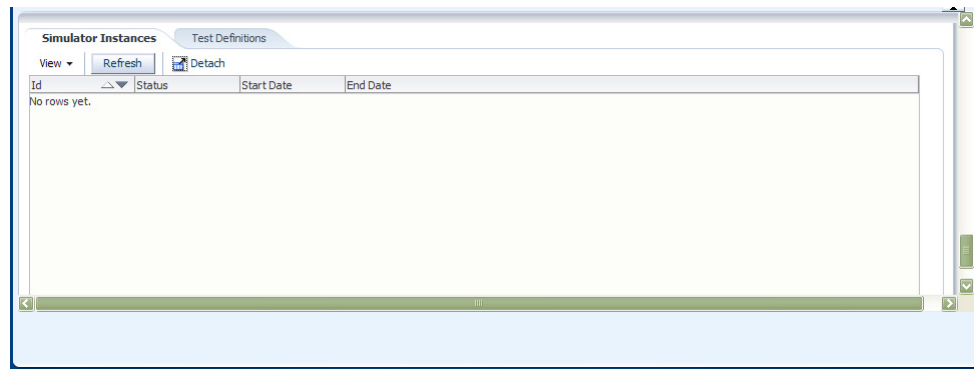 Simulator Instances Test Definitions
View Refresh Detach
Id Status Start Date End Date
No rows yet.